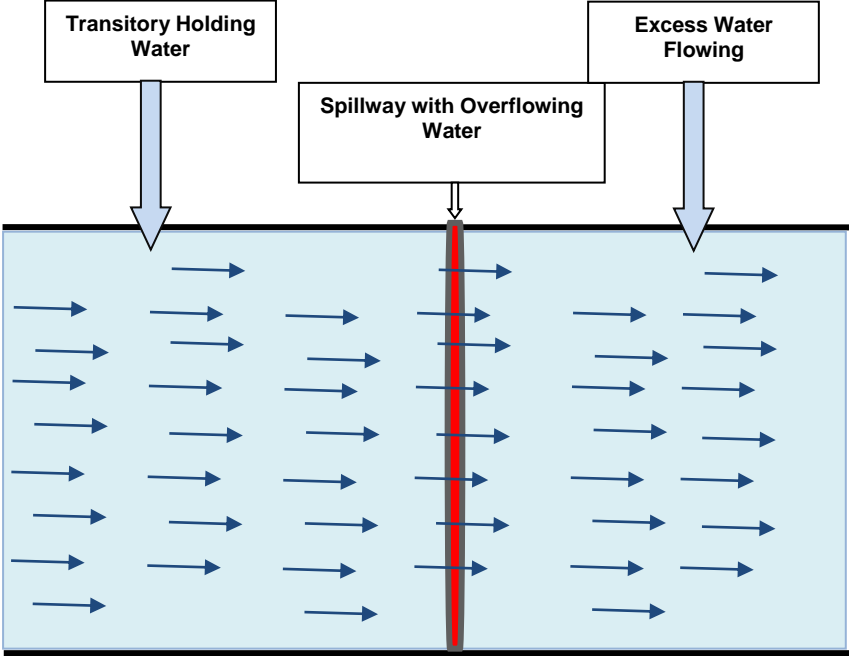 Transitory Holding
Water
Spillway with Overflowing
Water
Excess Water
Flowing